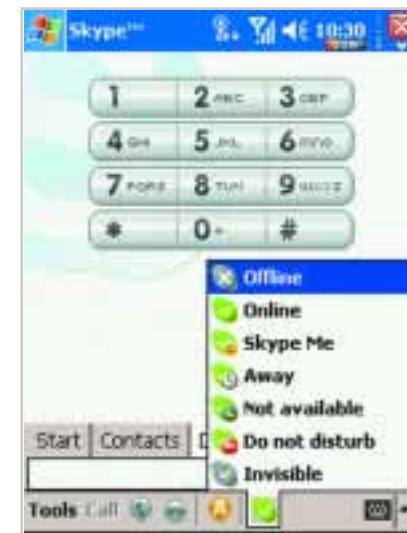 Skype™ 10:30
1 2 ABC 3 DEF
4 GHI 5 JKL 6 MNO
7 PQRS 8 TUV 9 WXYZ
* 0+ #
Offline
Online
Skype Me
Away
Not available
Do not disturb
Invisible
Start Contacts D
Tools Call